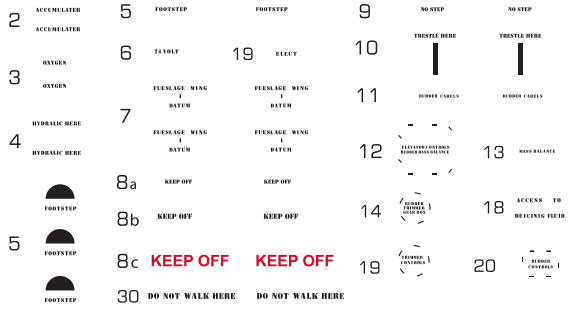 2
ACCUMULATER
ACCUMULATER
3
OXYGEN
OXYGEN
4
HYDRALIC HERE
HYDRALIC HERE
5
FOOTSTEP
FOOTSTEP
FOOTSTEP
5 FOOTSTEP FOOTSTEP
6 24 VOLT 19 ELECT
7
FUESLAGE WING FUESLAGE WING
DATUM DATUM
FUESLAGE WING FUESLAGE WING
DATUM DATUM
8a KEEP OFF KEEP OFF
8b KEEP OFF KEEP OFF
8c KEEP OFF KEEP OFF
30 DO NOT WALK HERE DO NOT WALK HERE
9 NO STEP NO STEP
10 TRESTLE HERE TRESTLE HERE
11 RUDDER CABELS RUDDER CABELS
12 ELEVATOR CONTROLS
RUDDER MASS BALANCE
13 MASS BALANCE
14 RUDDER
TRIMMER
GEAR BOX
18 ACCESS TO
DEICINIG FLUID
19 TRIMMER
CONTROLS
20 RUDDER
CONTROLS